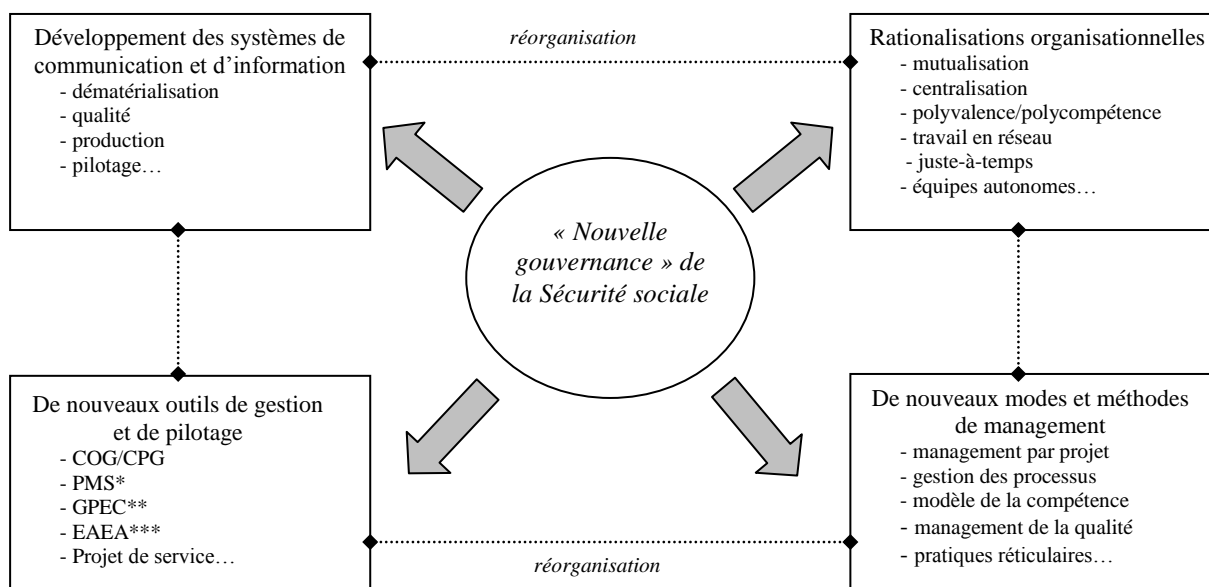 Développement des systèmes de
communication et d'information
- dématérialisation
- qualité
- production
- pilotage…
réorganisation
Rationalisations organisationnelles
- mutualisation
- centralisation
- polyvalence/polycompétence
- travail en réseau
- juste-à-temps
- équipes autonomes…
« Nouvelle
gouvernance » de
la Sécurité sociale
De nouveaux outils de gestion
et de pilotage
- COG/CPG
- PMS*
- GPEC**
- EAEA***
- Projet de service…
réorganisation
De nouveaux modes et méthodes
de management
- management par projet
- gestion des processus
- modèle de la compétence
- management de la qualité
- pratiques réticulaires…